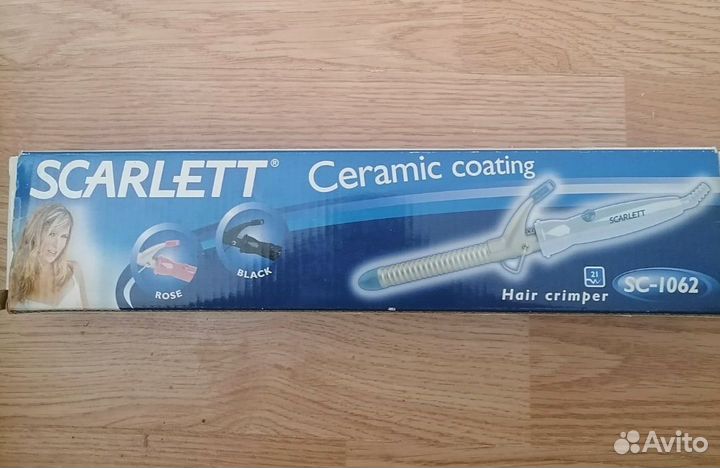 SCARLETT®
Ceramic coating
SCARLETT
ROSE
BLACK
21
Hair crimper
SC-1062
Avito